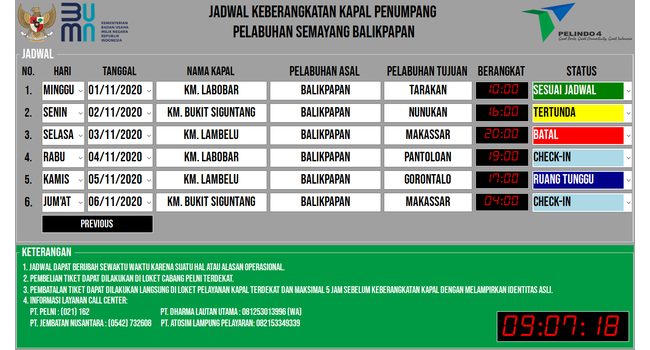 KEMENTERIAN
BADAN USAHA
MILIK NEGARA
REPUBLIK
INDONESIA
JADWAL KEBERANGKATAN KAPAL PENUMPANG
PELABUHAN SEMAYANG BALIKPAPAN
PELINDO 4
JADWAL
NO. HARI TANGGAL NAMA KAPAL PELABUHAN ASAL PELABUHAN TUJUAN BERANGKAT STATUS
1. MINGGU 01/11/2020 KM. LABOBAR BALIKPAPAN TARAKAN 10:00 SESUAI JADWAL
2. SENIN 02/11/2020 KM. BUKIT SIGUNTANG BALIKPAPAN NUNUKAN 16:00 TERTUNDA
3. SELASA 03/11/2020 KM. LAMBELU BALIKPAPAN MAKASSAR 20:00 BATAL
4. RABU 04/11/2020 KM. LABOBAR BALIKPAPAN PANTOLOAN 19:00 CHECK-IN
5. KAMIS 05/11/2020 KM. LAMBELU BALIKPAPAN GORONTALO 17:00 RUANG TUNGGU
6. JUM'AT 06/11/2020 KM. BUKIT SIGUNTANG BALIKPAPAN MAKASSAR 04:00 CHECK-IN
PREVIOUS
KETERANGAN
1. JADWAL DAPAT BERUBAH SEWAKTU WAKTU KARENA SUATU HAL ATAU ALASAN OPERASIONAL.
2. PEMBELIAN TIKET DAPAT DILAKUKAN DI LOKET CABANG PELNI TERDEKAT.
3. PEMBATALAN TIKET DAPAT DILAKUKAN LANGSUNG DI LOKET PELAYANAN KAPAL TERDEKAT DAN MAKSIMAL 5 JAM SEBELUM KEBERANGKATAN KAPAL DENGAN MELAMPIRKAN IDENTITAS ASLI.
4. INFORMASI LAYANAN CALL CENTER:
PT. PELNI : (021) 162 PT. DHARMA LAUTAN UTAMA : 081253013996 (WA)
PT. JEMBATAN NUSANTARA : (0542) 732608 PT. ATOSIM LAMPUNG PELAYARAN: 082153349339
09:07:18